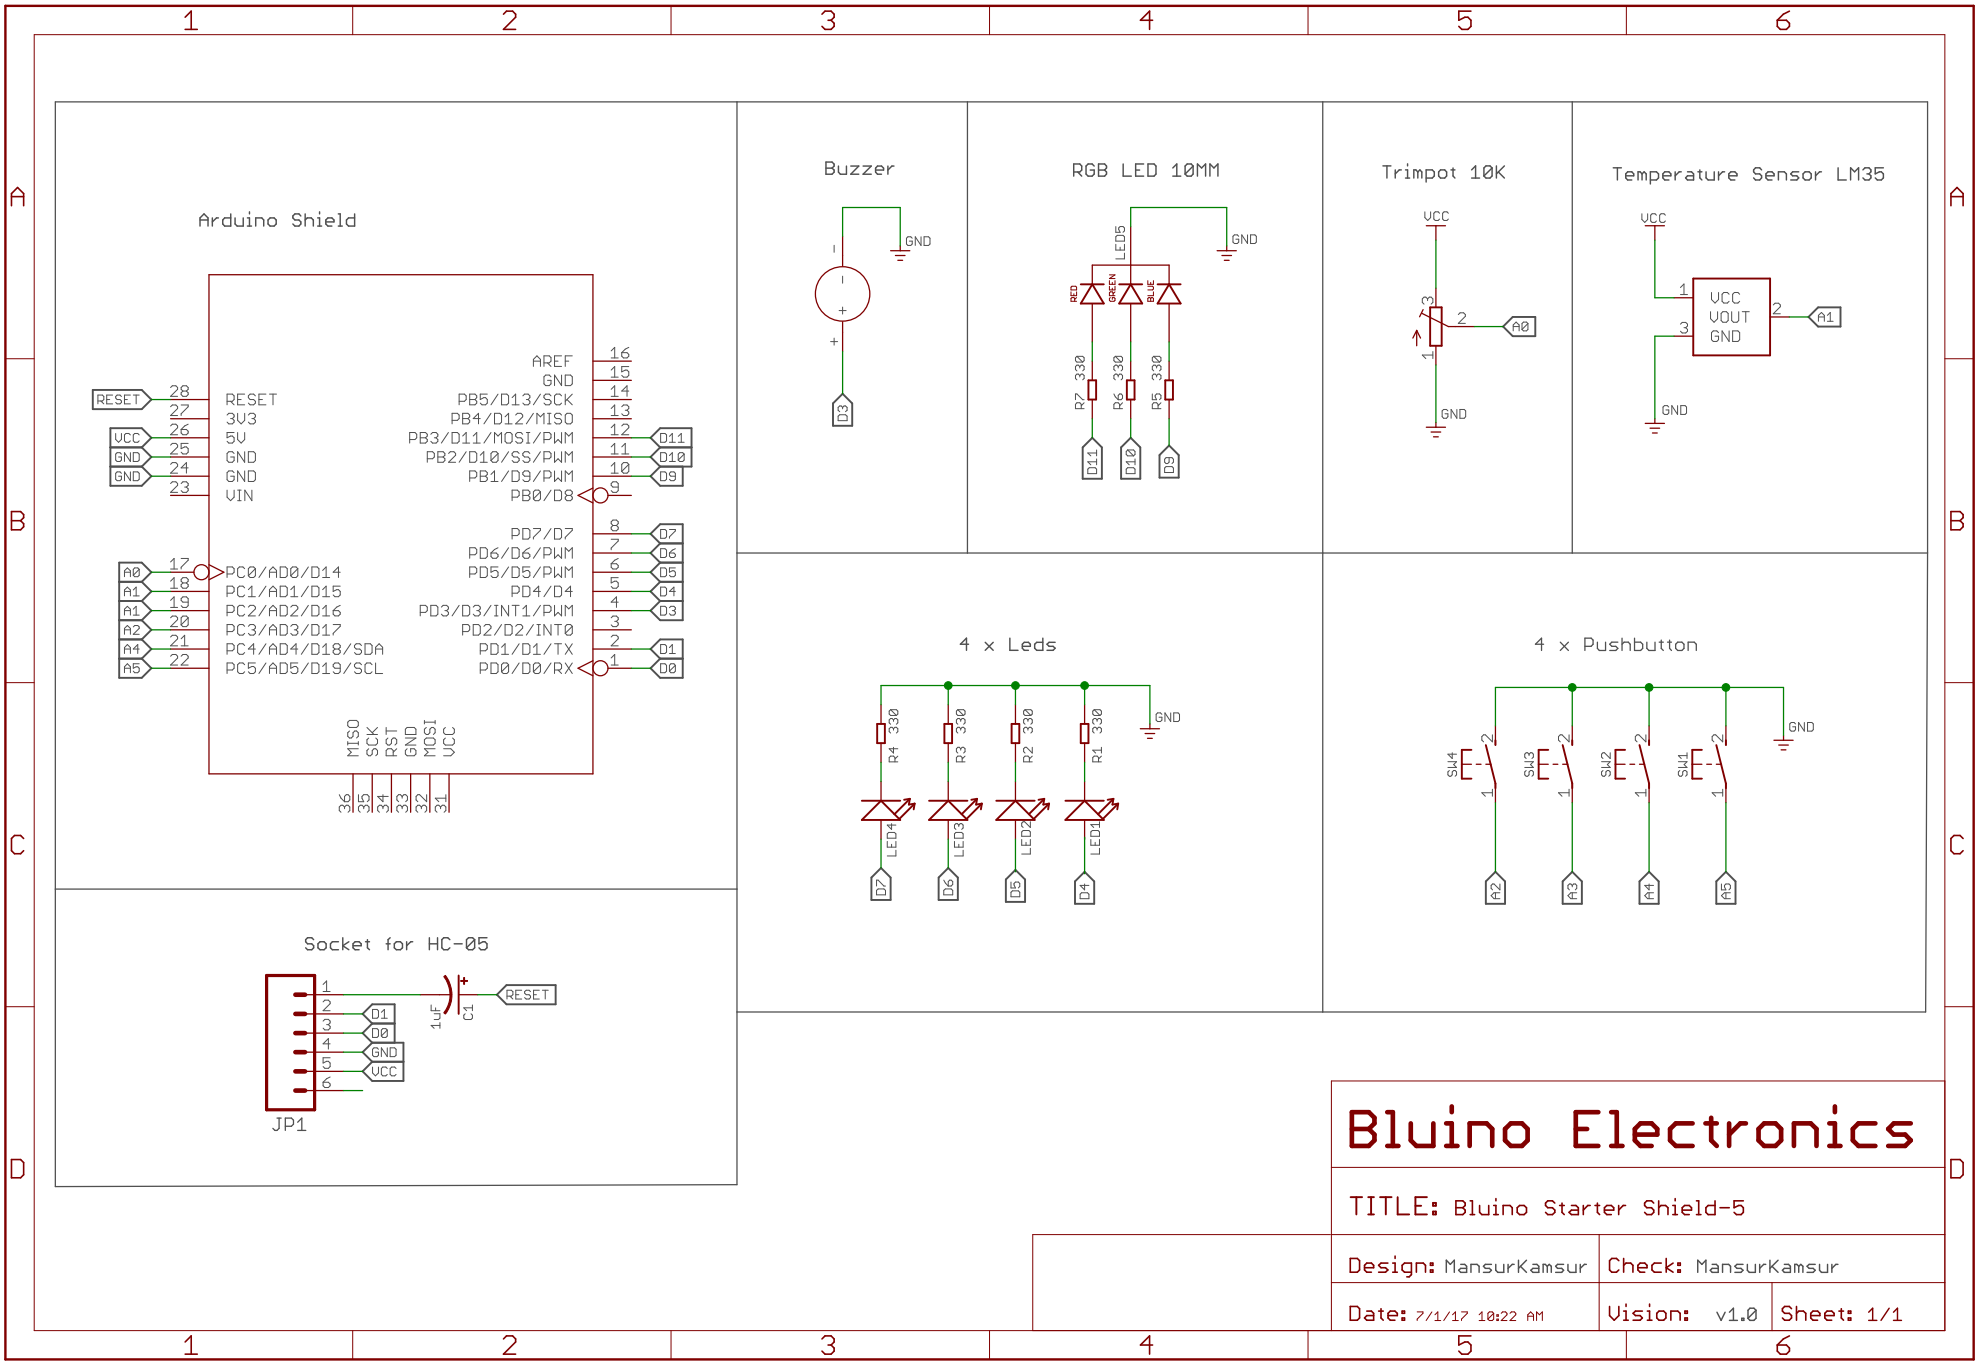 1 2 3 4 5 6
A A
B B
C C
D D
Arduino Shield
AREF 16
GND 15
PB5/D13/SCK 14
PB4/D12/MISO 13
PB3/D11/MOSI/PWM 12 D11
PB2/D10/SS/PWM 11 D10
PB1/D9/PWM 10 D9
PB0/D8 9
PD7/D7 8 D7
PD6/D6/PWM 7 D6
PD5/D5/PWM 6 D5
PD4/D4 5 D4
PD3/D3/INT1/PWM 4 D3
PD2/D2/INT0 3
PD1/D1/TX 2 D1
PD0/D0/RX 1 D0
RESET 28 RESET
27 3V3
VCC 26 5V
GND 25 GND
GND 24 GND
23 VIN
A0 17 PC0/AD0/D14
A1 18 PC1/AD1/D15
A1 19 PC2/AD2/D16
A2 20 PC3/AD3/D17
A4 21 PC4/AD4/D18/SDA
A5 22 PC5/AD5/D19/SCL
MISO SCK RST GND MOSI VCC
36 35 34 33 32 31
Buzzer
GND
-
-
+
+
D3
RGB LED 10MM
LED5
GND
RED GREEN BLUE
330 330 330
R7 R6 R5
D11 D10 D9
Trimpot 10K
VCC
3
2 A0
1
GND
Temperature Sensor LM35
VCC
1 VCC
VOUT 2 A1
3 GND
GND
4 x Leds
GND
R4 330 R3 330 R2 330 R1 330
LED4 LED3 LED2 LED1
D7 D6 D5 D4
4 x Pushbutton
GND
2 2 2 2
SW4 SW3 SW2 SW1
1 1 1 1
A2 A3 A4 A5
Socket for HC-05
1 + RESET
1uF C1
2 D1
3 D0
4 GND
5 VCC
6
JP1
Bluino Electronics
TITLE: Bluino Starter Shield-5
Design: MansurKamsur Check: MansurKamsur
Date: 7/1/17 10:22 AM Vision: v1.0 Sheet: 1/1
1 2 3 4 5 6